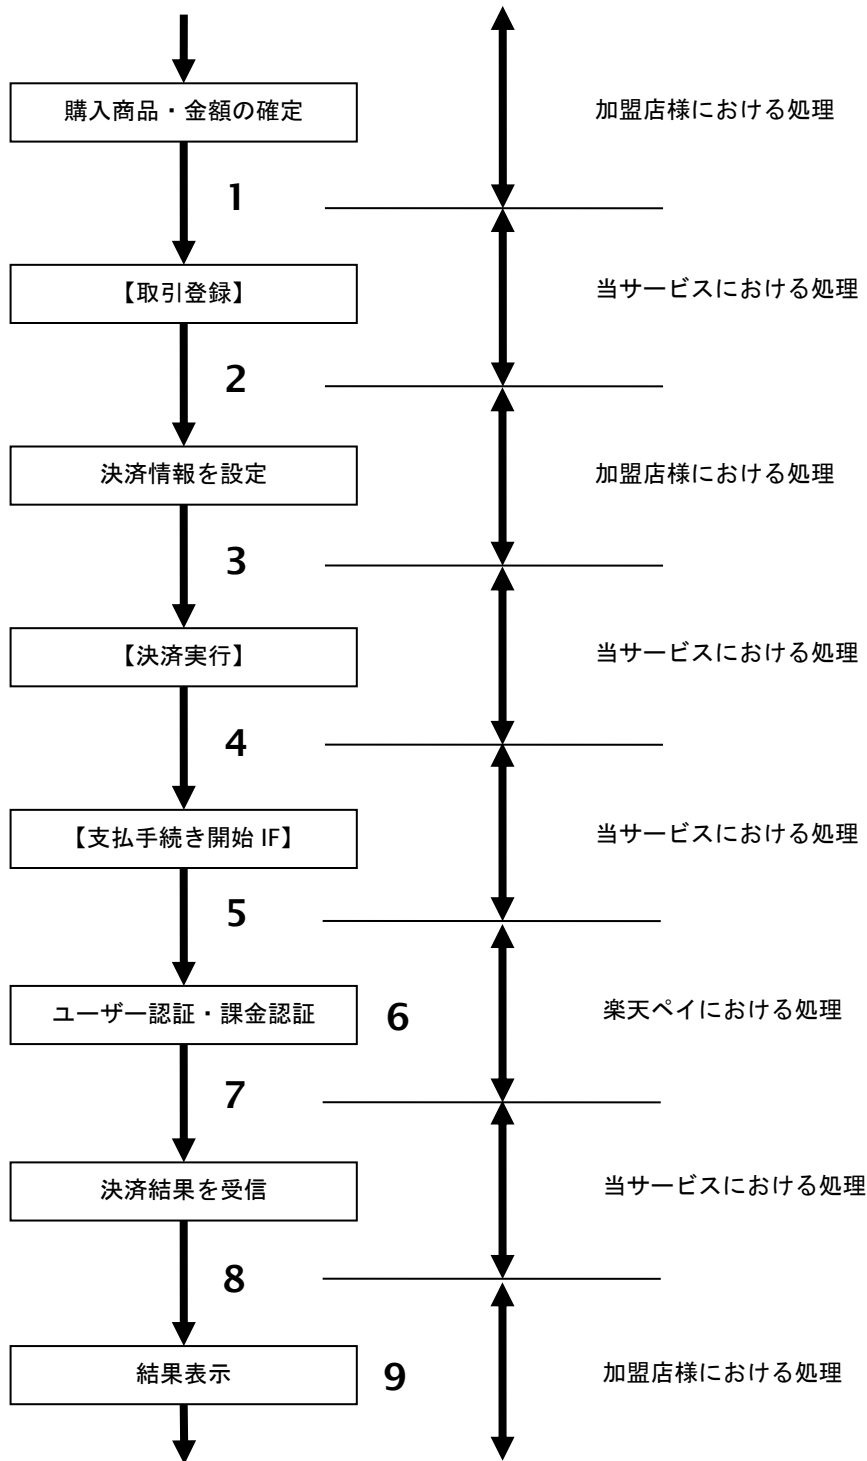 購入商品・金額の確定
加盟店様における処理
1
【取引登録】
当サービスにおける処理
2
決済情報を設定
加盟店様における処理
3
【決済実行】
当サービスにおける処理
4
【支払手続き開始 IF】
当サービスにおける処理
5
ユーザー認証・課金認証
6
楽天ペイにおける処理
7
決済結果を受信
当サービスにおける処理
8
結果表示
9
加盟店様における処理